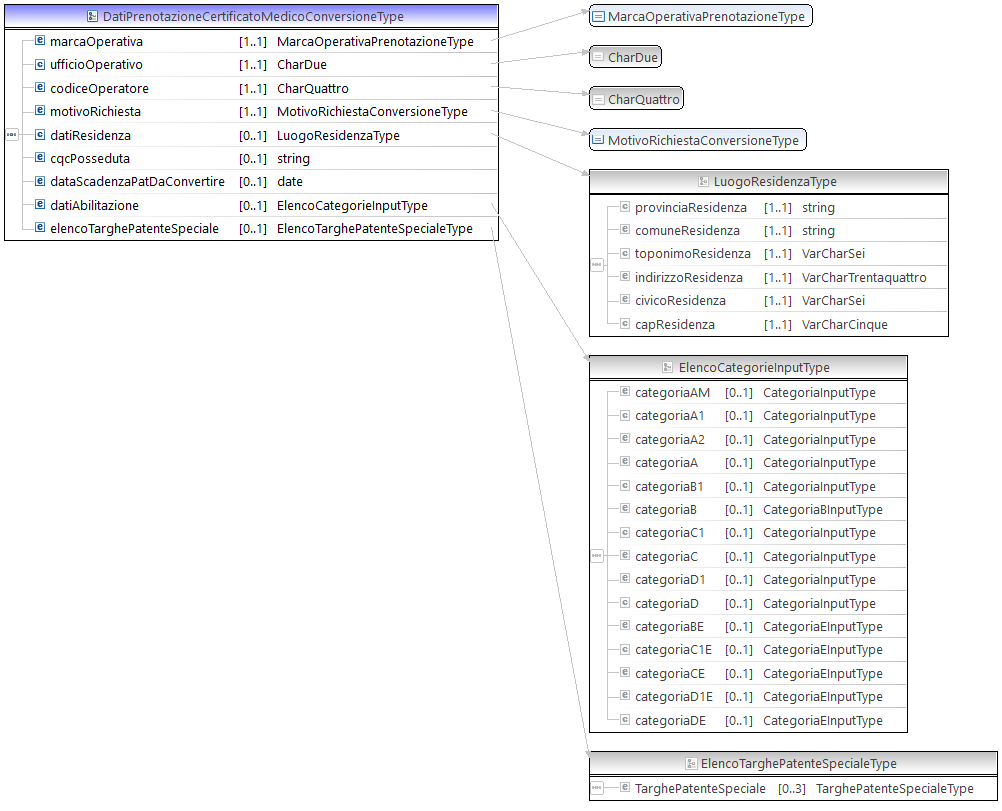 DatiPrenotazioneCertificatoMedicoConversioneType
marcaOperativa [1..1] MarcaOperativaPrenotazioneType
ufficioOperativo [1..1] CharDue
codiceOperatore [1..1] CharQuattro
motivoRichiesta [1..1] MotivoRichiestaConversioneType
datiResidenza [0..1] LuogoResidenzaType
cqcPosseduta [0..1] string
dataScadenzaPatDaConvertire [0..1] date
datiAbilitazione [0..1] ElencoCategorieInputType
elencoTarghePatenteSpeciale [0..1] ElencoTarghePatenteSpecialeType
MarcaOperativaPrenotazioneType
CharDue
CharQuattro
MotivoRichiestaConversioneType
LuogoResidenzaType
provinciaResidenza [1..1] string
comuneResidenza [1..1] string
toponimoResidenza [1..1] VarCharSei
indirizzoResidenza [1..1] VarCharTrentaquattro
civicoResidenza [1..1] VarCharSei
capResidenza [1..1] VarCharCinque
ElencoCategorieInputType
categoriaAM [0..1] CategoriaInputType
categoriaA1 [0..1] CategoriaInputType
categoriaA2 [0..1] CategoriaInputType
categoriaA [0..1] CategoriaInputType
categoriaB1 [0..1] CategoriaInputType
categoriaB [0..1] CategoriaBInputType
categoriaC1 [0..1] CategoriaInputType
categoriaC [0..1] CategoriaInputType
categoriaD1 [0..1] CategoriaInputType
categoriaD [0..1] CategoriaInputType
categoriaBE [0..1] CategoriaEInputType
categoriaC1E [0..1] CategoriaEInputType
categoriaCE [0..1] CategoriaEInputType
categoriaD1E [0..1] CategoriaEInputType
categoriaDE [0..1] CategoriaEInputType
ElencoTarghePatenteSpecialeType
TarghePatenteSpeciale [0..3] TarghePatenteSpecialeType